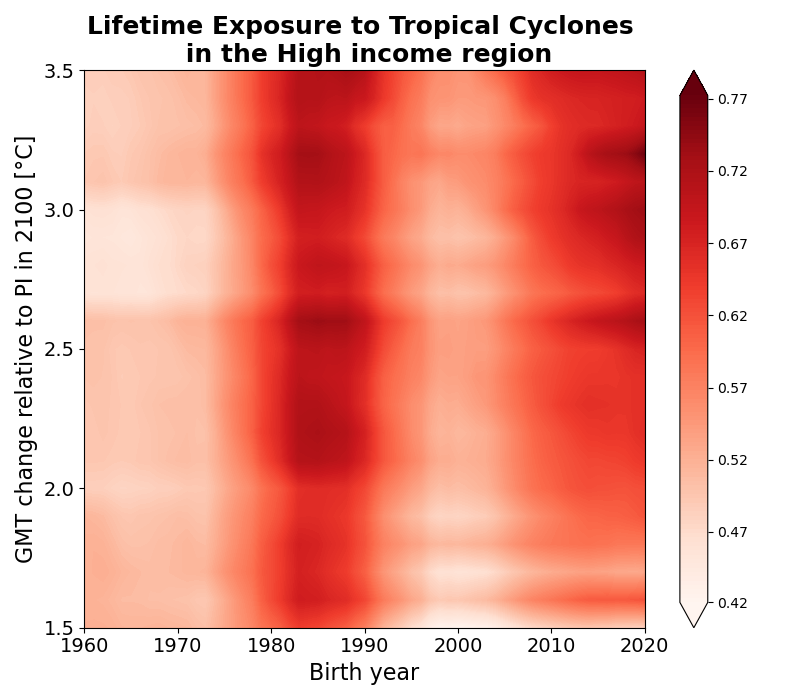 Lifetime Exposure to Tropical Cyclones
in the High income region
GMT change relative to PI in 2100 [°C]
3.5
3.0
2.5
2.0
1.5
1960 1970 1980 1990 2000 2010 2020
Birth year
0.77
0.72
0.67
0.62
0.57
0.52
0.47
0.42